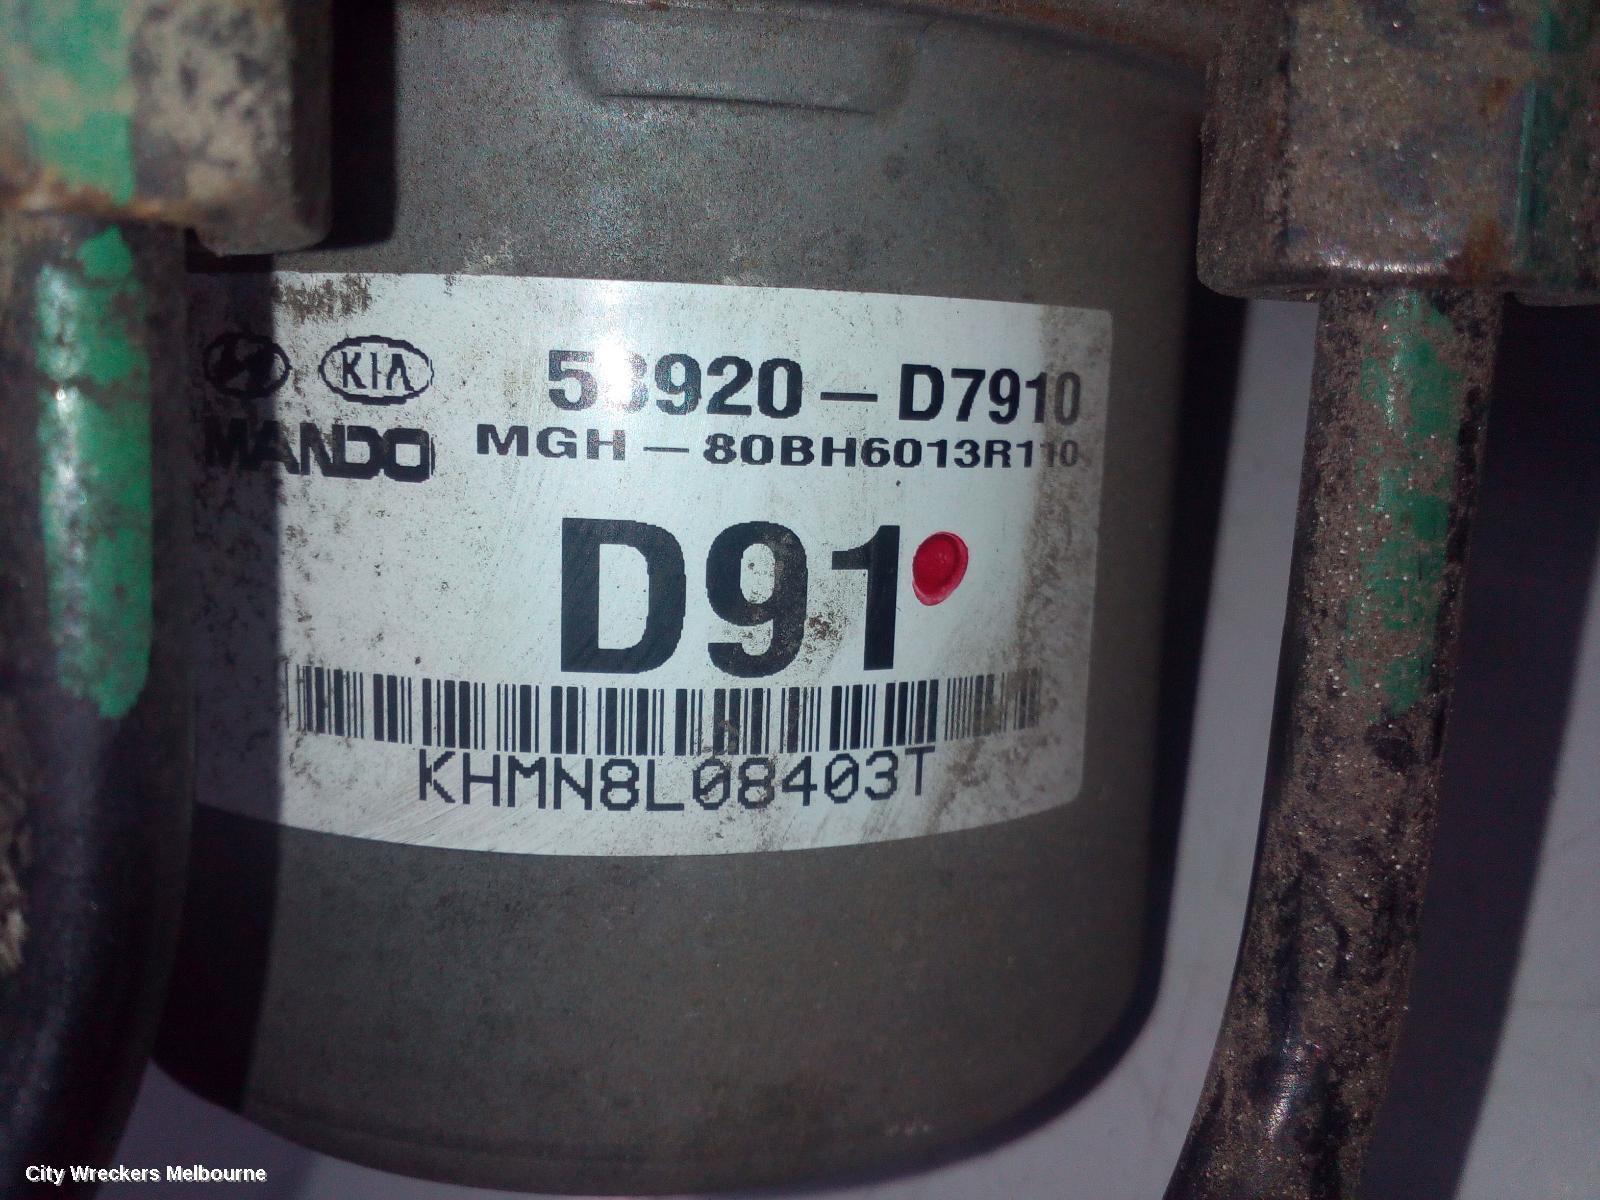 KIA
58920-D7910
MANDO
MGH-80BH6013R110
D91
KHMN8L08403T
City Wreckers Melbourne